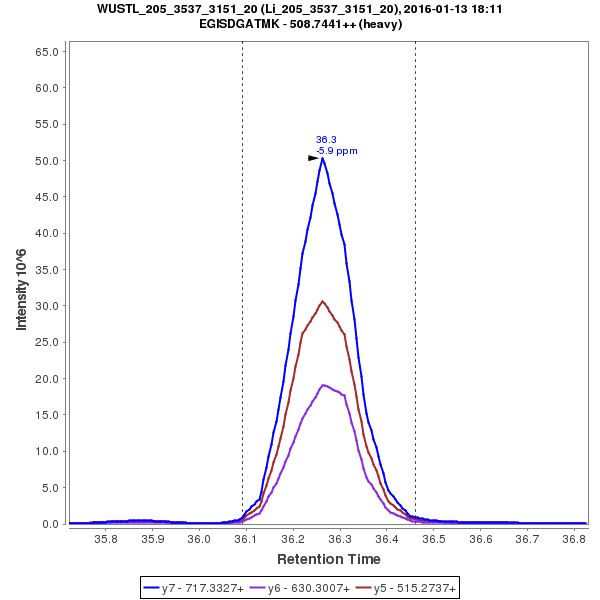 WUSTL_205_3537_3151_20 (Li_205_3537_3151_20), 2016-01-13 18:11
EGISDGATMK - 508.7441++ (heavy)
65.0
60.0
55.0
50.0
45.0
40.0
35.0
30.0
25.0
20.0
15.0
10.0
5.0
0.0
Intensity 10^6
36.3
-5.9 ppm
35.8 35.9 36.0 36.1 36.2 36.3 36.4 36.5 36.6 36.7 36.8
Retention Time
y7 - 717.3327+ y6 - 630.3007+ y5 - 515.2737+